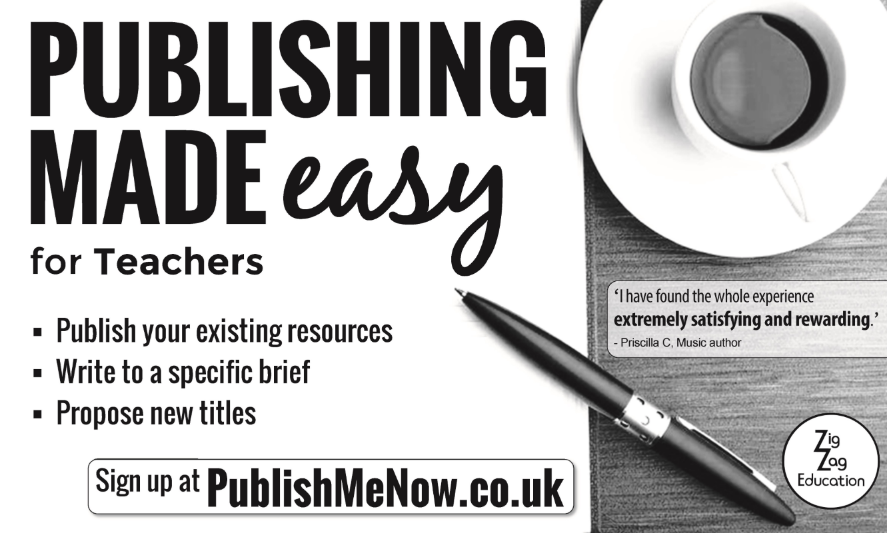 PUBLISHING
MADE easy
for Teachers
▪ Publish your existing resources
▪ Write to a specific brief
▪ Propose new titles
Sign up at PublishMeNow.co.uk
‘I have found the whole experience
extremely satisfying and rewarding.’
- Priscilla C, Music author
Zig
Zag
Education